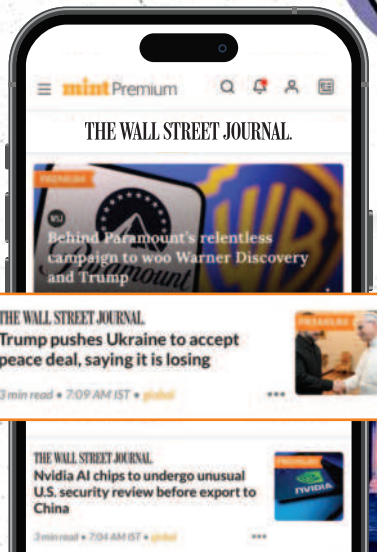 mint Premium
THE WALL STREET JOURNAL.
PREMIUM
WSJ
Behind Paramount's relentless
campaign to woo Warner Discovery
and Trump
Paramount
WB
THE WALL STREET JOURNAL.
Trump pushes Ukraine to accept
peace deal, saying it is losing
PREMIUM
3 min read • 7:09 AM IST • global
THE WALL STREET JOURNAL.
Nvidia AI chips to undergo unusual
U.S. security review before export to
China
PREMIUM
NVIDIA
3 min read • 7:04 AM IST • global